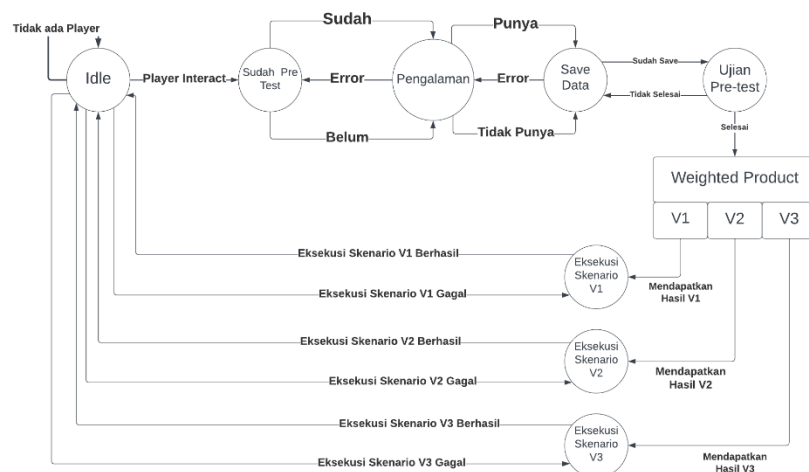 Tidak ada Player
Idle
Player Interact
Sudah Pre
Test
Sudah
Error
Belum
Pengalaman
Punya
Error
Tidak Punya
Save
Data
Sudah Save
Tidak Selesai
Ujian
Pre-test
Selesai
Weighted Product
V1
V2
V3
Eksekusi Skenario V1 Berhasil
Eksekusi
Skenario
V1
Mendapatkan
Hasil V1
Eksekusi Skenario V1 Gagal
Eksekusi Skenario V2 Berhasil
Eksekusi
Skenario
V2
Mendapatkan
Hasil V2
Eksekusi Skenario V2 Gagal
Eksekusi Skenario V3 Berhasil
Eksekusi
Skenario
V3
Mendapatkan
Hasil V3
Eksekusi Skenario V3 Gagal